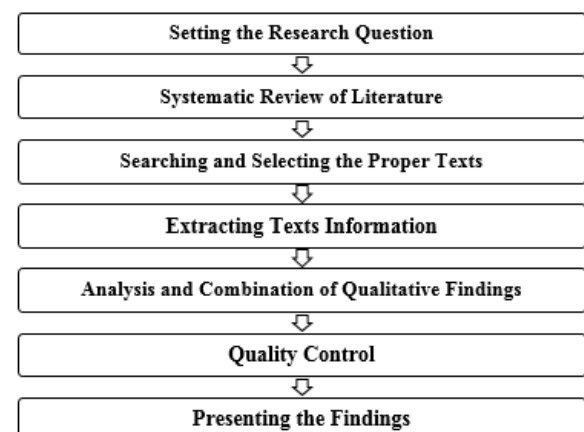 Setting the Research Question
Systematic Review of Literature
Searching and Selecting the Proper Texts
Extracting Texts Information
Analysis and Combination of Qualitative Findings
Quality Control
Presenting the Findings